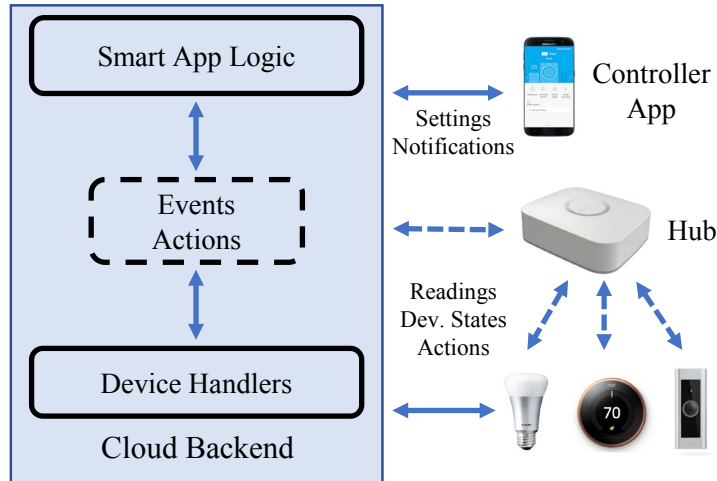 Smart App Logic
Events
Actions
Device Handlers
Cloud Backend
Settings
Notifications
Controller
App
Hub
Readings
Dev. States
Actions
70